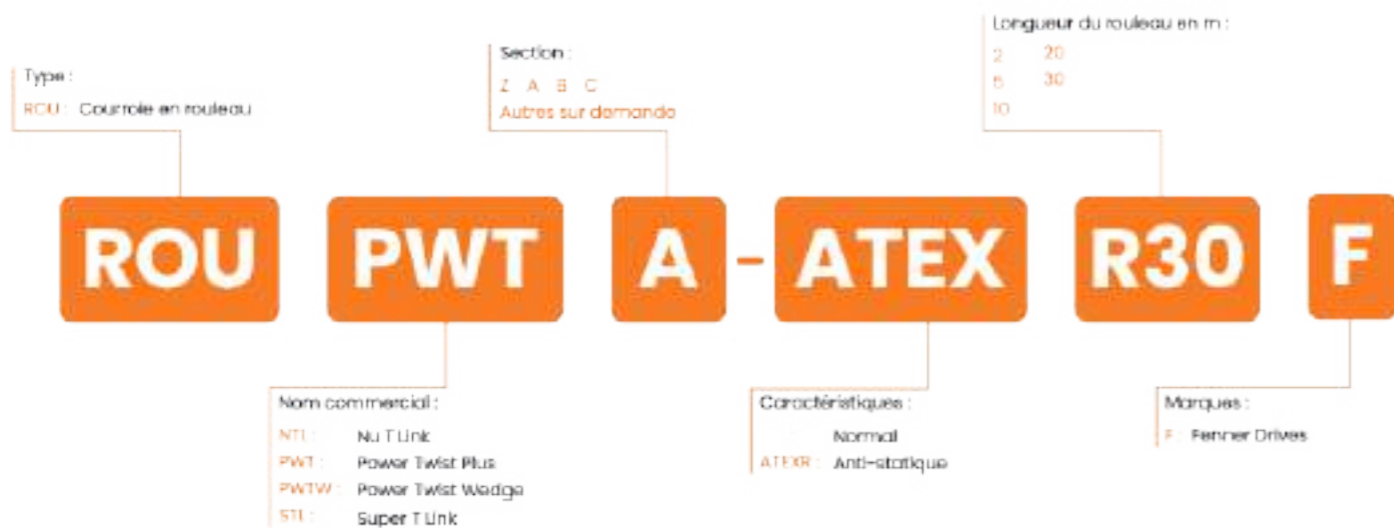 Longueur du rouleau en m :
2 20
5 30
10
Section :
Z A B C
Autres sur demande
Type :
ROU : Courroie en rouleau
ROU PWT A - ATEX R30 F
Nom commercial :
NTL : Nu T Link
PWT : Power Twist Plus
PWTW : Power Twist Wedge
STL : Super T Link
Caractéristiques :
: Normal
ATEXR : Anti-statique
Marques :
F : Fenner Drives